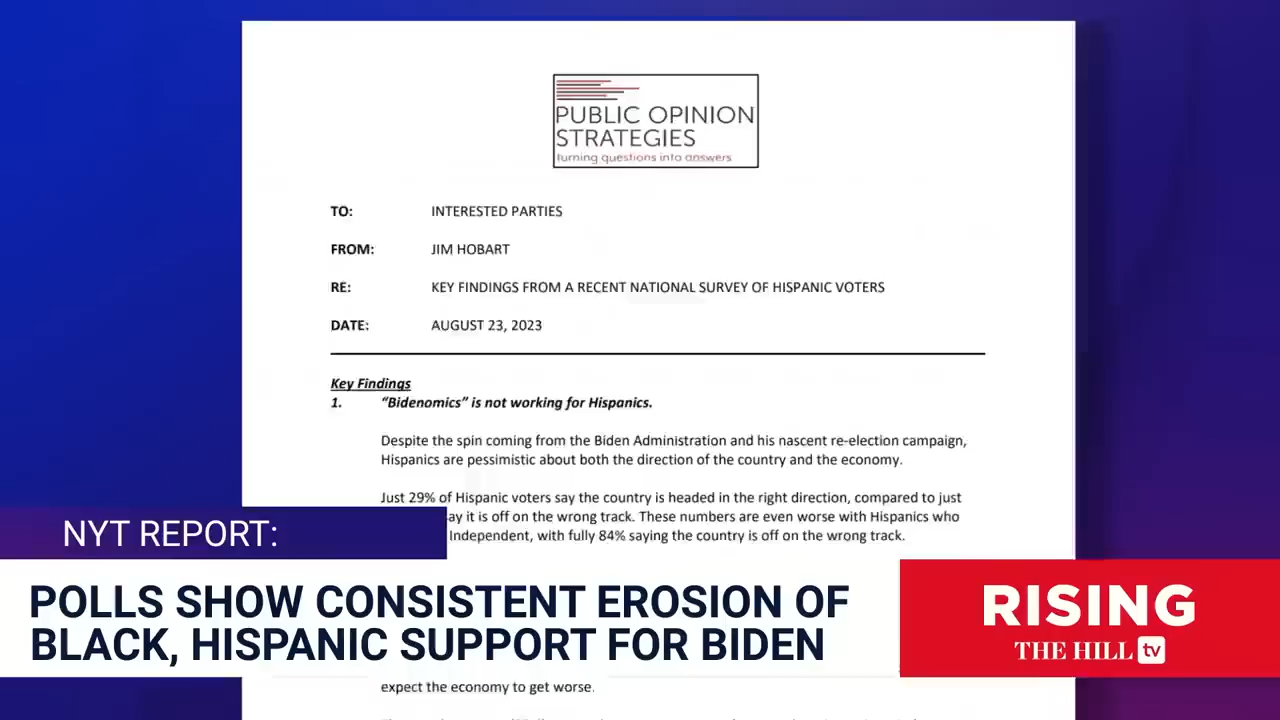 PUBLIC OPINION
STRATEGIES
turning questions into answers
TO: INTERESTED PARTIES
FROM: JIM HOBART
RE: KEY FINDINGS FROM A RECENT NATIONAL SURVEY OF HISPANIC VOTERS
DATE: AUGUST 23, 2023
Key Findings
1. “Bidenomics” is not working for Hispanics.
Despite the spin coming from the Biden Administration and his nascent re-election campaign,
Hispanics are pessimistic about both the direction of the country and the economy.
Just 29% of Hispanic voters say the country is headed in the right direction, compared to just
say it is off on the wrong track. These numbers are even worse with Hispanics who
Independent, with fully 84% saying the country is off on the wrong track.
NYT REPORT:
POLLS SHOW CONSISTENT EROSION OF
BLACK, HISPANIC SUPPORT FOR BIDEN
RISING
THE HILL tv
expect the economy to get worse.